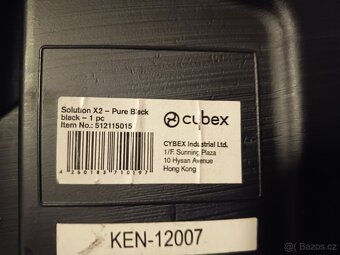 Solution X2 – Pure Black
black – 1 pc
Item No.: 512115015
4250183710197
cybex
CYBEX Industrial Ltd.
1/F. Sunning Plaza
10 Hysan Avenue
Hong Kong
KEN-12007
Bazos.cz